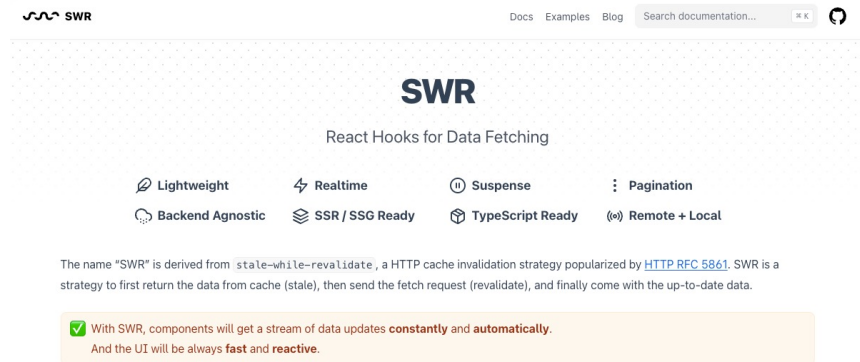 SWR
Docs Examples Blog Search documentation... ⌘ K
SWR
React Hooks for Data Fetching
Lightweight Realtime Suspense Pagination
Backend Agnostic SSR / SSG Ready TypeScript Ready Remote + Local
The name “SWR” is derived from stale-while-revalidate, a HTTP cache invalidation strategy popularized by HTTP RFC 5861. SWR is a
strategy to first return the data from cache (stale), then send the fetch request (revalidate), and finally come with the up-to-date data.
With SWR, components will get a stream of data updates constantly and automatically.
And the UI will be always fast and reactive.